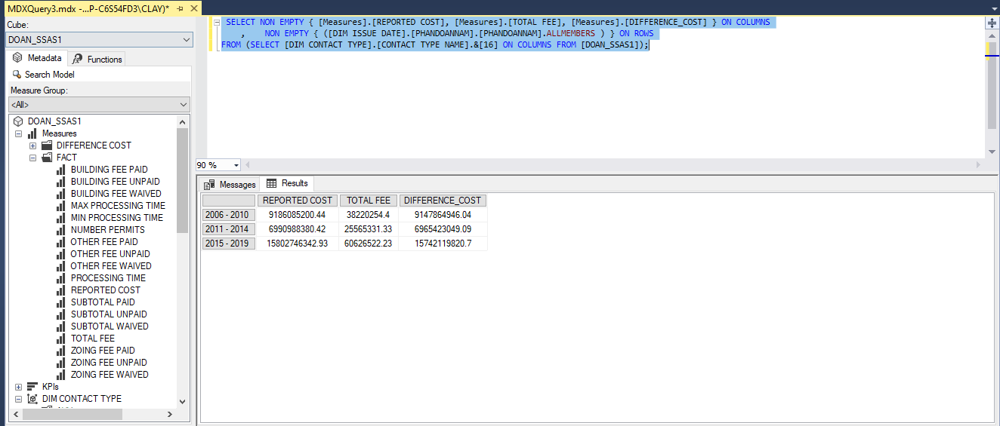 MDXQuery3.mdx -...P-C6S54FD3\CLAY)*
Cube:
DOAN_SSAS1
Metadata Functions
Search Model
Measure Group:
<All>
DOAN_SSAS1
Measures
DIFFERENCE COST
FACT
BUILDING FEE PAID
BUILDING FEE UNPAID
BUILDING FEE WAIVED
MAX PROCESSING TIME
MIN PROCESSING TIME
NUMBER PERMITS
OTHER FEE PAID
OTHER FEE UNPAID
OTHER FEE WAIVED
PROCESSING TIME
REPORTED COST
SUBTOTAL PAID
SUBTOTAL UNPAID
SUBTOTAL WAIVED
TOTAL FEE
ZOING FEE PAID
ZOING FEE UNPAID
ZOING FEE WAIVED
KPIs
DIM CONTACT TYPE
SELECT NON EMPTY { [Measures].[REPORTED COST], [Measures].[TOTAL FEE], [Measures].[DIFFERENCE_COST] } ON COLUMNS
, NON EMPTY { ([DIM ISSUE DATE].[PHANDOANNAM].[PHANDOANNAM].ALLMEMBERS ) } ON ROWS
FROM (SELECT [DIM CONTACT TYPE].[CONTACT TYPE NAME].&[16] ON COLUMNS FROM [DOAN_SSAS1]);
90 %
Messages Results
REPORTED COST TOTAL FEE DIFFERENCE_COST
2006 - 2010 9186085200.44 38220254.4 9147864946.04
2011 - 2014 6990988380.42 25565331.33 6965423049.09
2015 - 2019 15802746342.93 60626522.23 15742119820.7